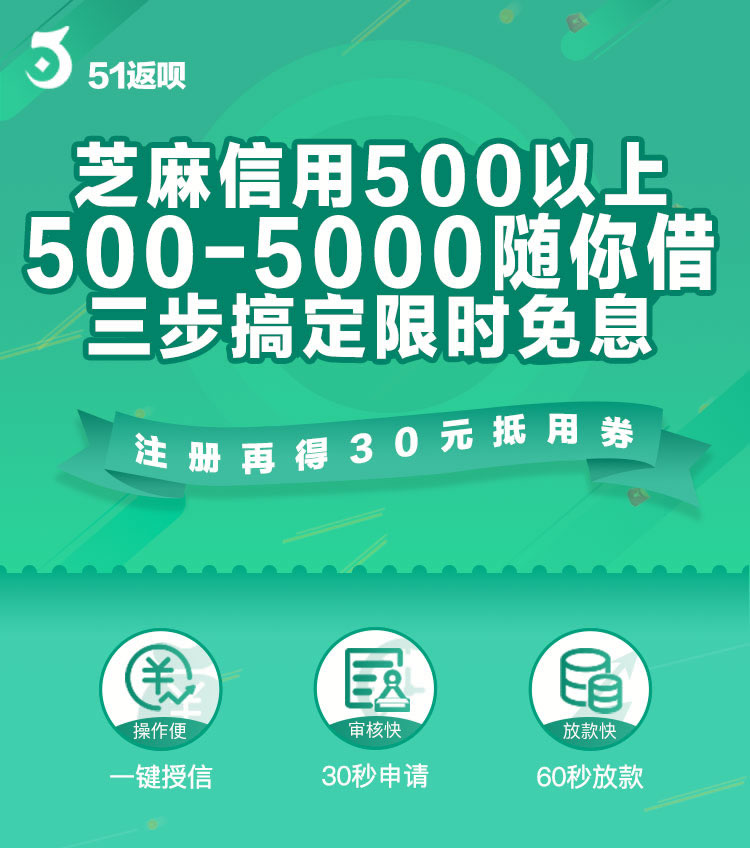 51返呗
芝麻信用500以上
500-5000随你借
三步搞定限时免息
注册再得30元抵用券
操作便
审核快
放款快
一键授信
30秒申请
60秒放款